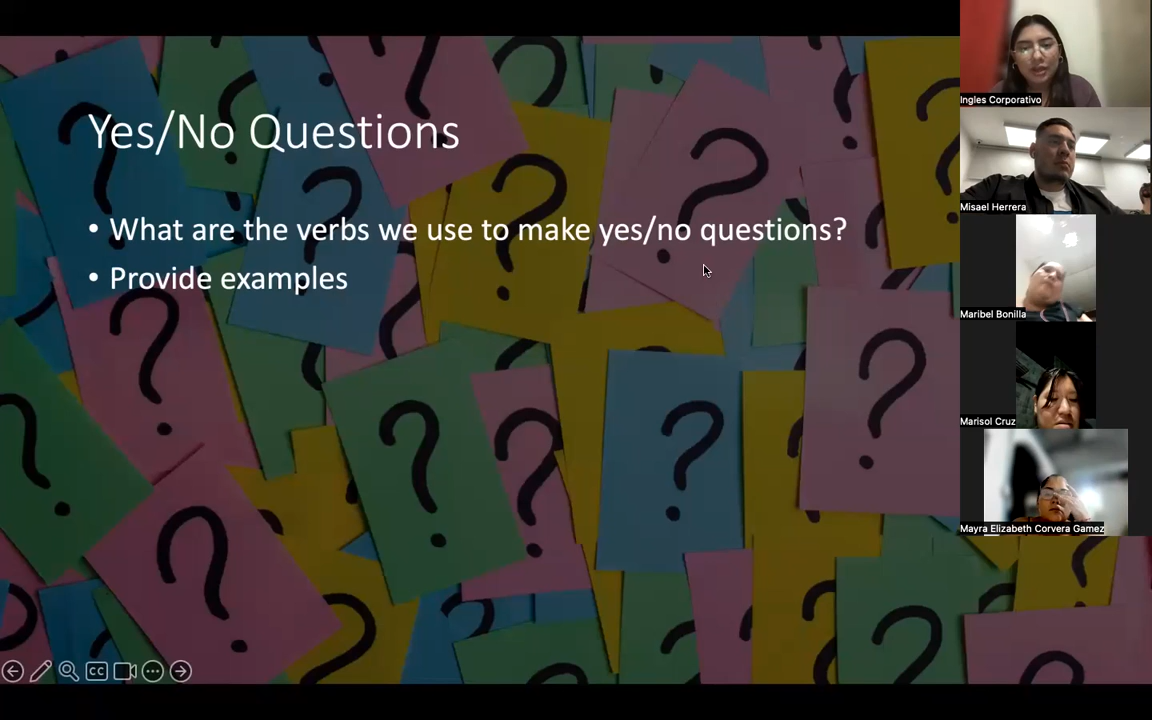 Yes/No Questions
• What are the verbs we use to make yes/no questions?
• Provide examples
Ingles Corporativo
Misael Herrera
Maribel Bonilla
Marisol Cruz
Mayra Elizabeth Corvera Gamez
CC